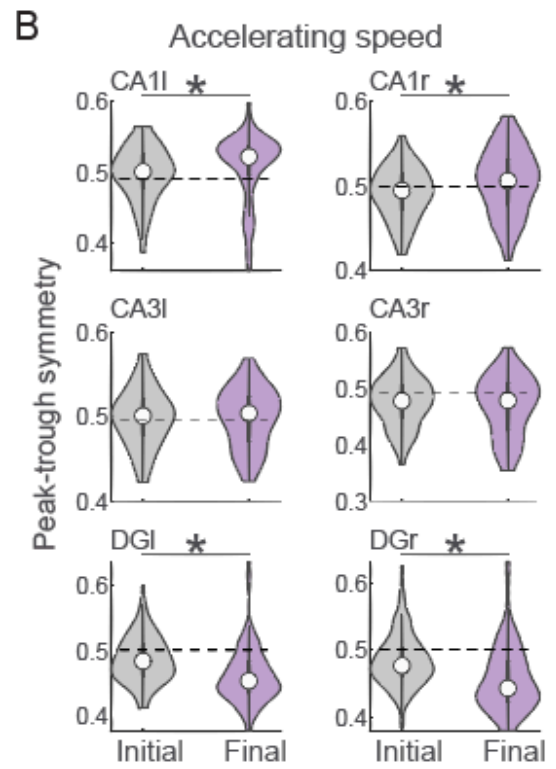 B
Accelerating speed
CA1l * CA1r *
0.6 0.6
0.5 0.5
0.4 0.4
Peak-trough symmetry
CA3l CA3r
0.6 0.6
0.5 0.5
0.4
0.4 0.3
DGl * DGr *
0.6 0.6
0.5 0.5
0.4 0.4
Initial Final Initial Final